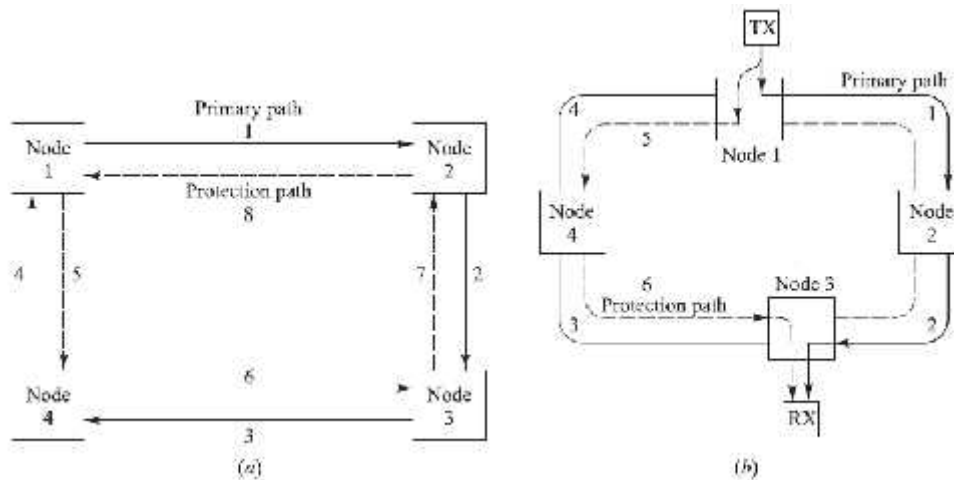 Primary path
1
Node
1
Node
2
Protection path
8
4
5
7
2
Node
4
6
3
Node
3
(a)
TX
Primary path
4
5
1
Node 1
Node
4
Node
2
6
Node 3
Protection path
3
2
RX
(b)